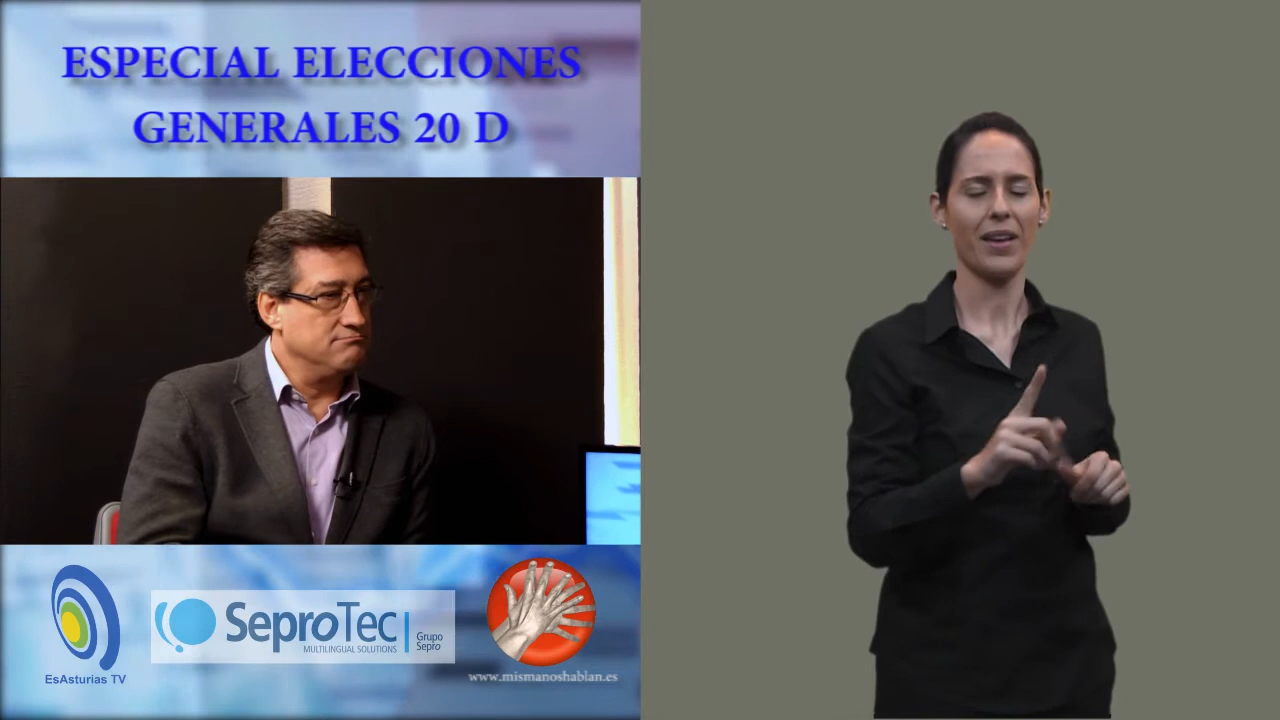 ESPECIAL ELECCIONES
GENERALES 20 D
SeproTec
MULTILINGUAL SOLUTIONS
Grupo
Sepro
EsAsturias TV
www.mismanoshablan.es